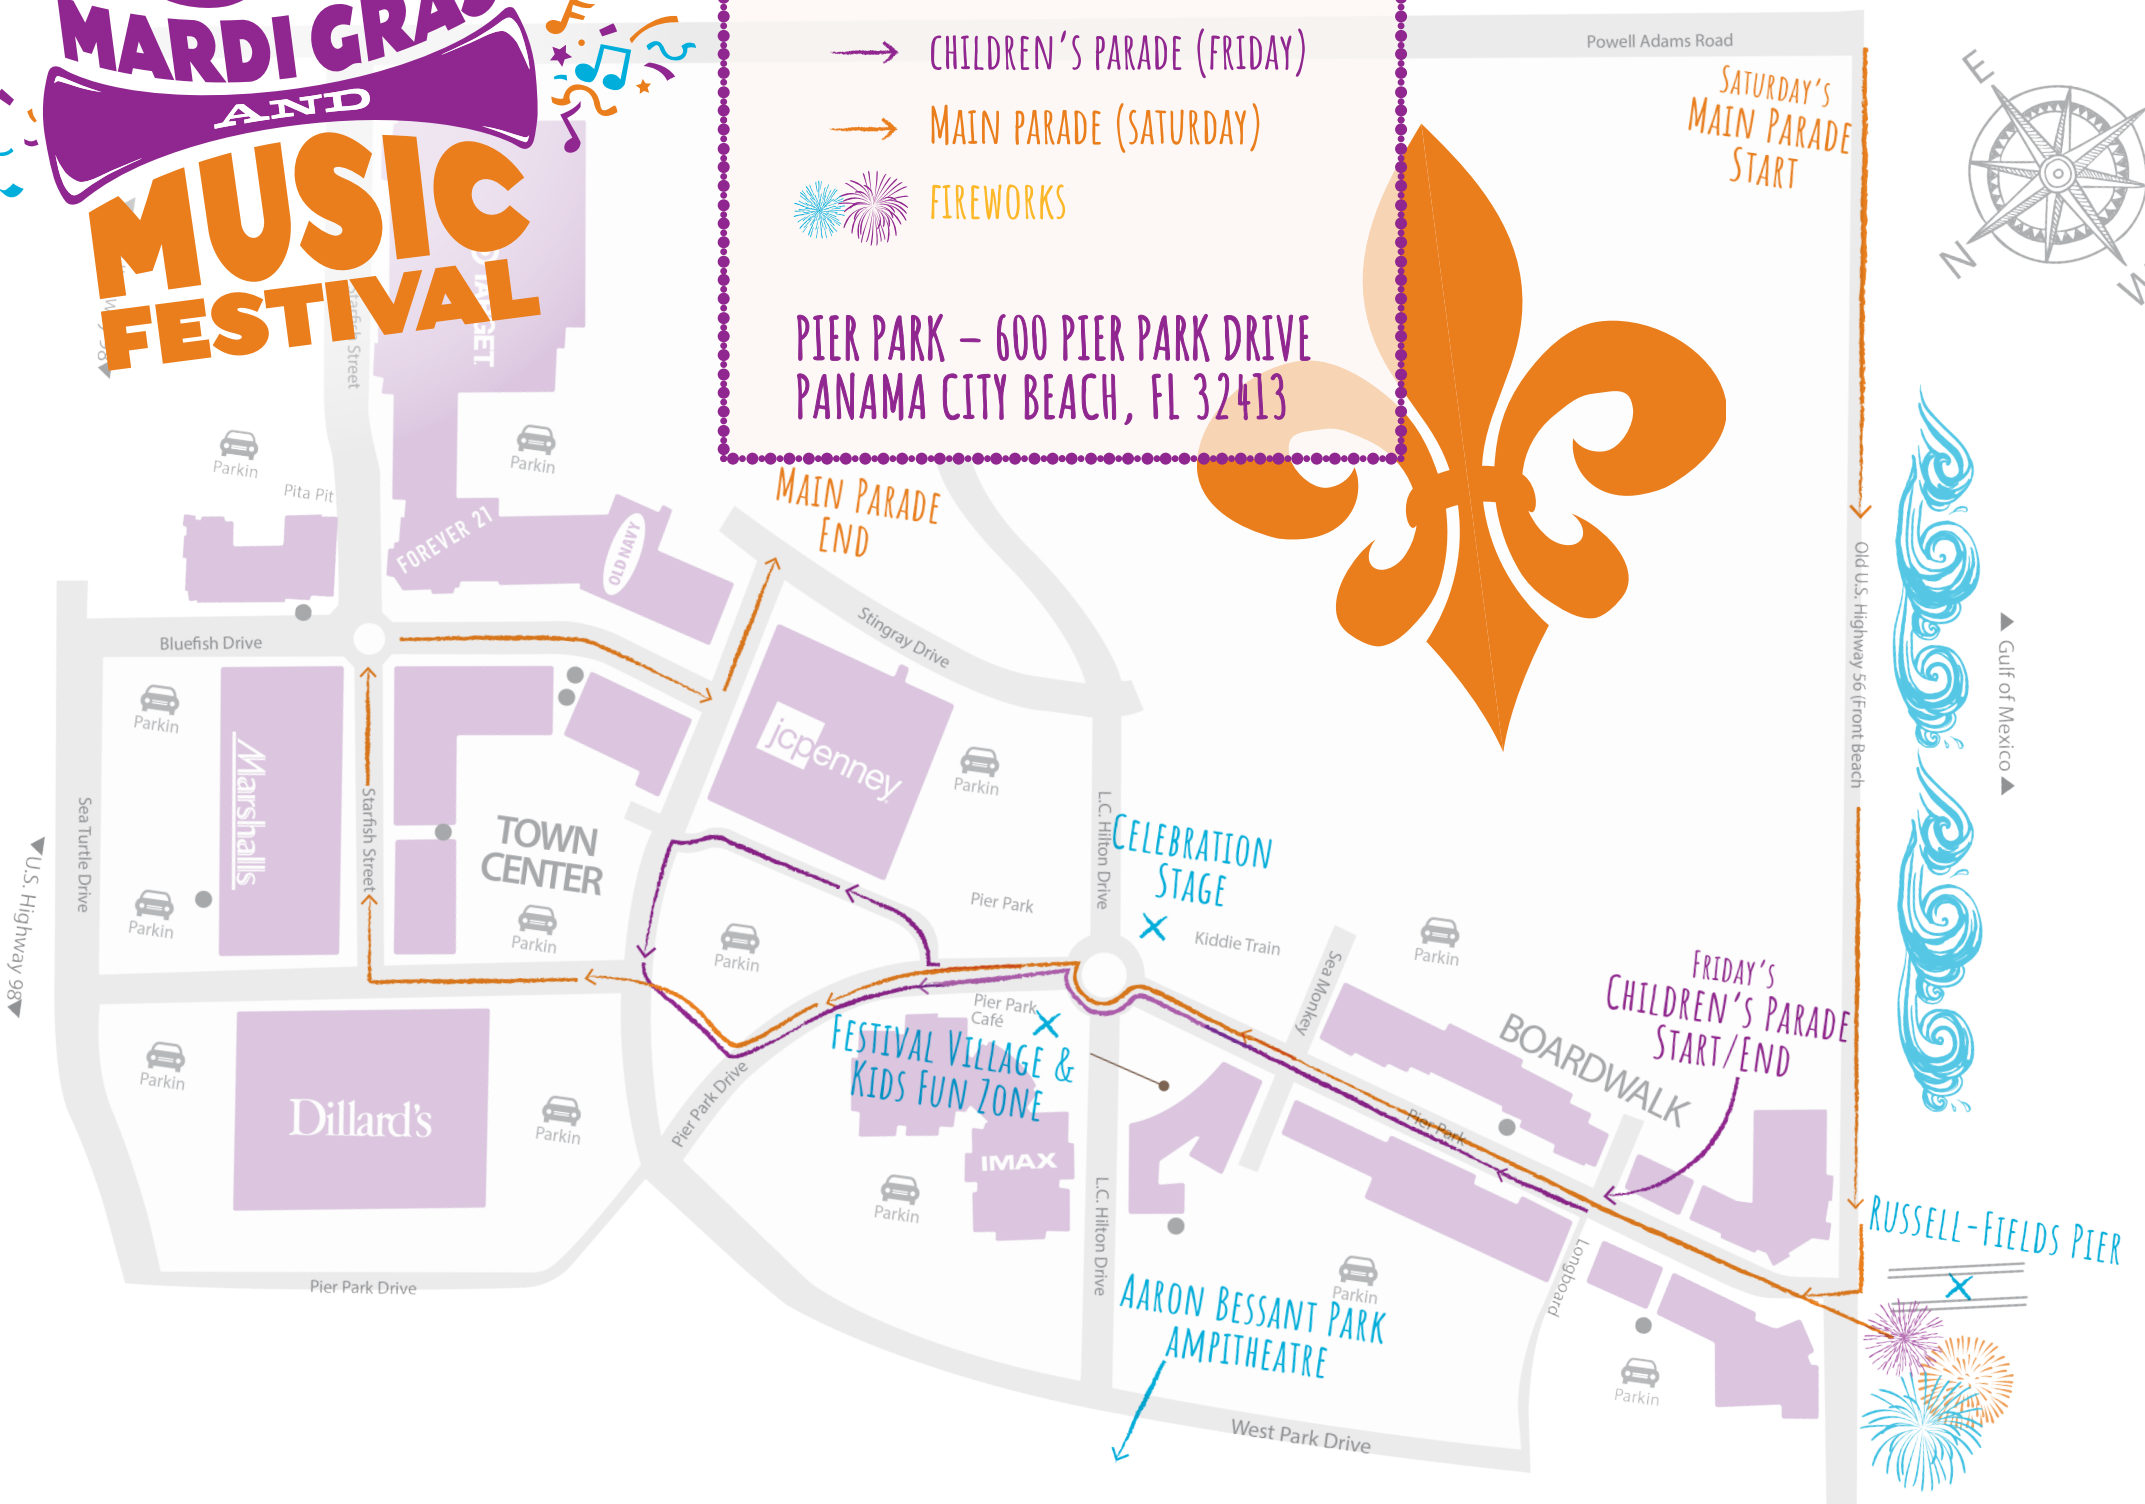 MARDI GRAS
AND
MUSIC
FESTIVAL
CHILDREN'S PARADE (FRIDAY)
MAIN PARADE (SATURDAY)
FIREWORKS
PIER PARK – 600 PIER PARK DRIVE
PANAMA CITY BEACH, FL 32413
Powell Adams Road
SATURDAY'S
MAIN PARADE
START
E
N
Starfish Street
Parkin
Parkin
Pita Pit
FOREVER 21
OLD NAVY
MAIN PARADE
END
Stingray Drive
Bluefish Drive
Old U.S. Highway 56 (Front Beach
Gulf of Mexico
Parkin
Marshalls
jcpenney
Parkin
Sea Turtle Drive
U.S. Highway 98
Starfish Street
TOWN
CENTER
L.C. Hilton Drive
CELEBRATION
STAGE
Parkin
Parkin
Parkin
Pier Park
Kiddie Train
Parkin
Sea Monkey
FRIDAY'S
CHILDREN'S PARADE
START/END
BOARDWALK
Pier Park
Café
FESTIVAL VILLAGE &
KIDS FUN ZONE
Parkin
Dillard's
Parkin
Pier Park Drive
IMAX
Parkin
Pier Park
L.C. Hilton Drive
RUSSELL-FIELDS PIER
Longboard
Pier Park Drive
AARON BESSANT PARK
AMPITHEATRE
Parkin
Parkin
West Park Drive